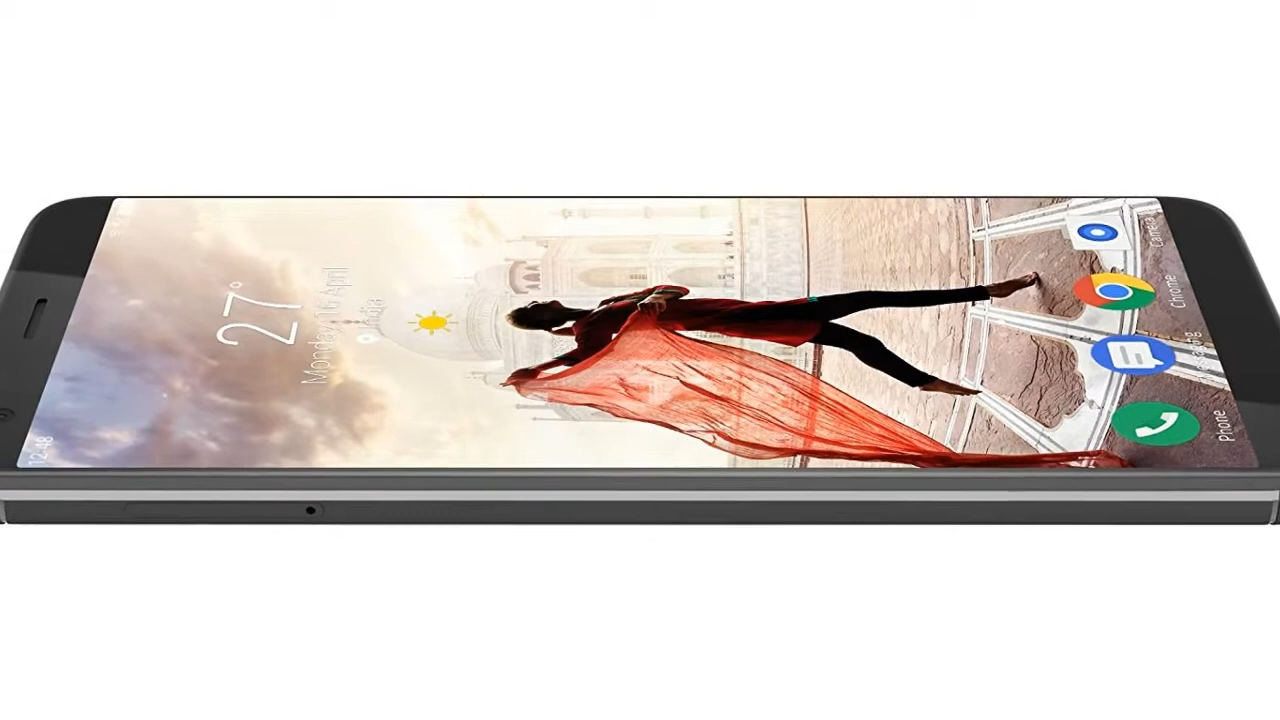 12:48
27°
Monday, 16 April
India
Phone
Messages
Chrome
Camera